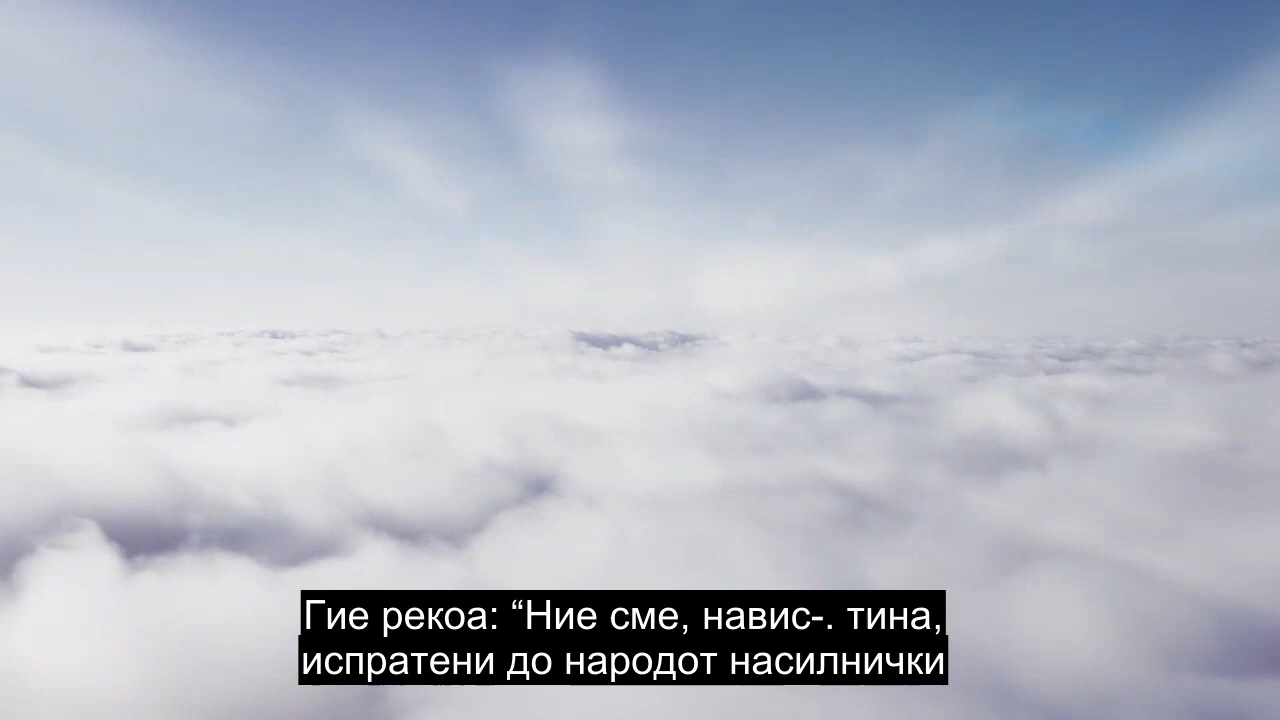 Гие рекоа: “Ние сме, навис-. тина,
испратени до народот насилнички